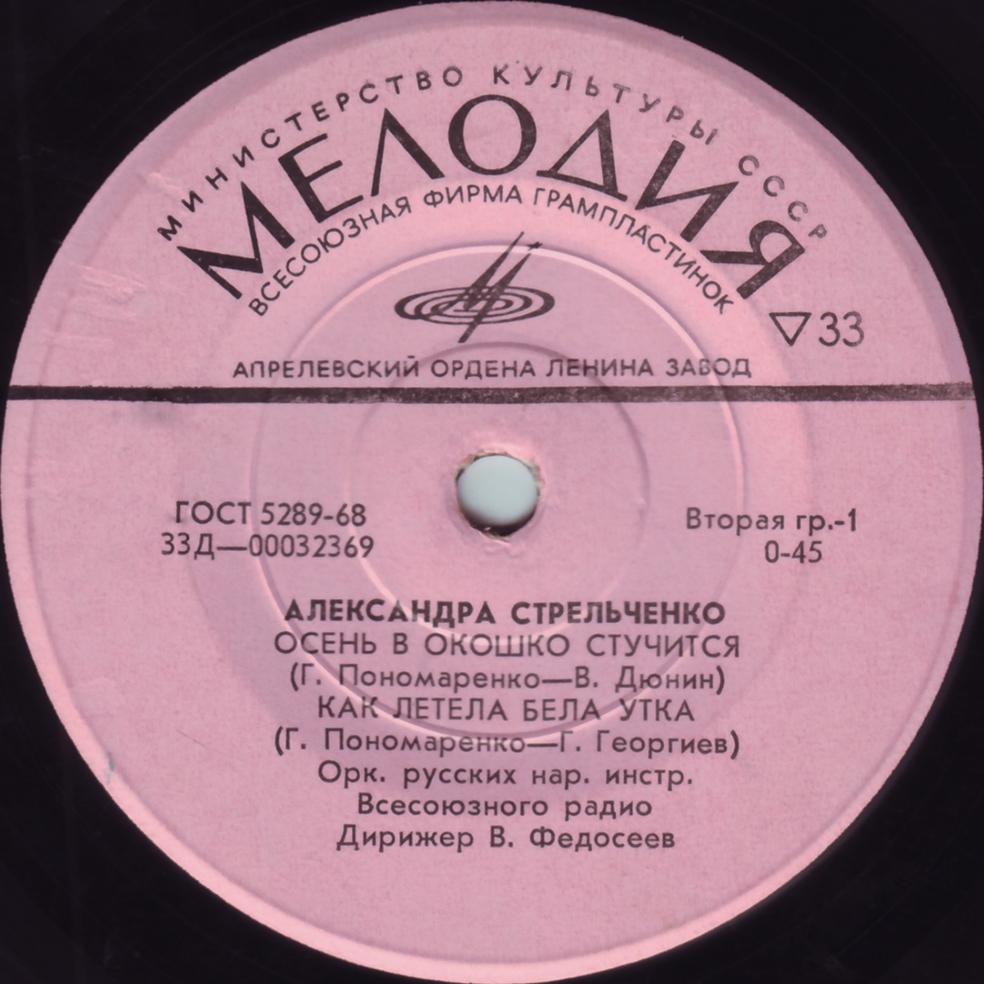 МИНИСТЕРСТВО КУЛЬТУРЫ СССР
МЕЛОДИЯ
ВСЕСОЮЗНАЯ ФИРМА ГРАМПЛАСТИНОК
33
АПРЕЛЕВСКИЙ ОРДЕНА ЛЕНИНА ЗАВОД
ГОСТ 5289-68
33Д—00032369
Вторая гр.-1
0-45
АЛЕКСАНДРА СТРЕЛЬЧЕНКО
ОСЕНЬ В ОКОШКО СТУЧИТСЯ
(Г. Пономаренко—В. Дюнин)
КАК ЛЕТЕЛА БЕЛА УТКА
(Г. Пономаренко—Г. Георгиев)
Орк. русских нар. инстр.
Всесоюзного радио
Дирижер В. Федосеев